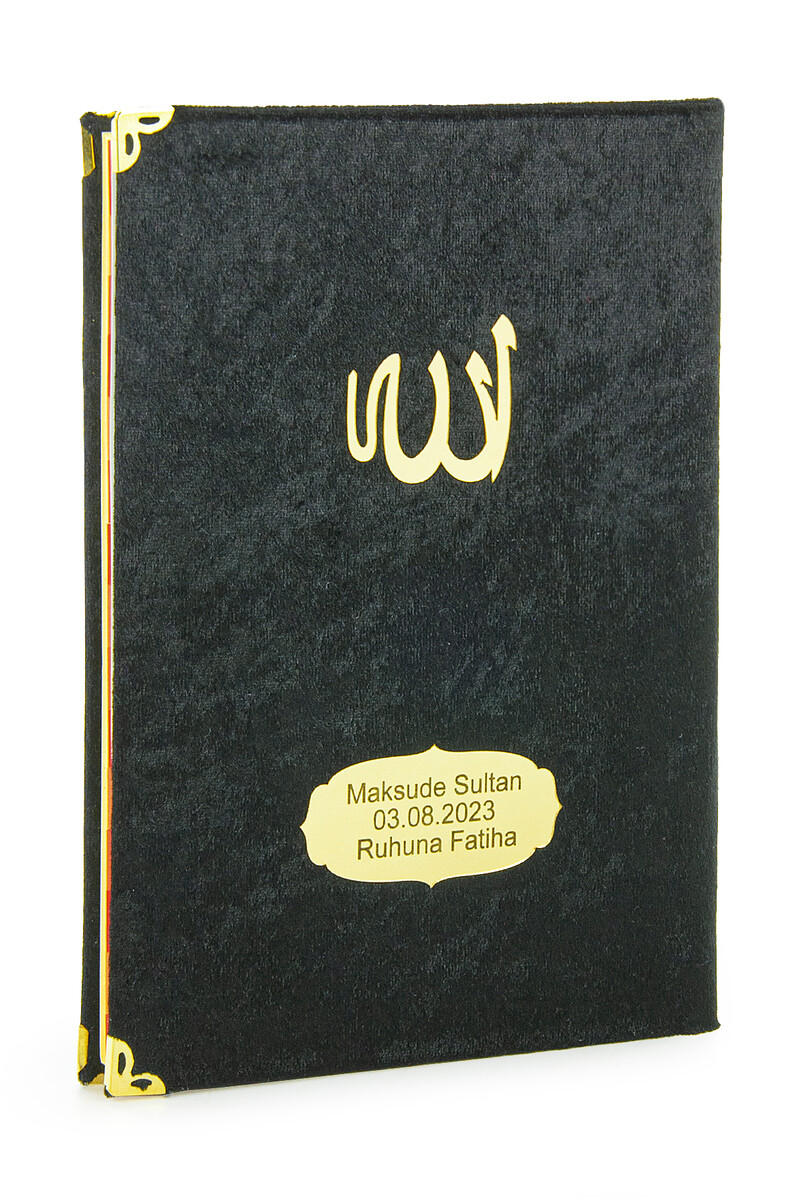 الله
Maksude Sultan
03.08.2023
Ruhuna Fatiha